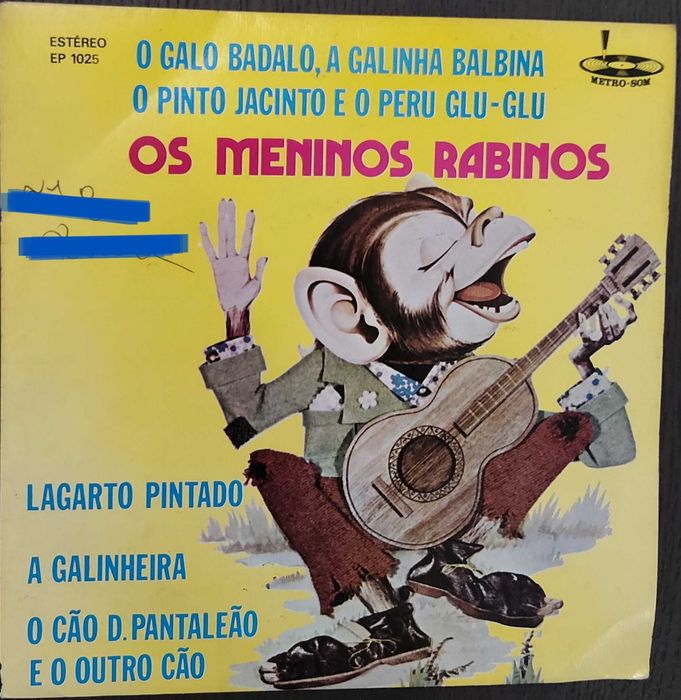 ESTÉREO
EP 1025
O GALO BADALO, A GALINHA BALBINA
O PINTO JACINTO E O PERU GLU-GLU
METRO-SOM
OS MENINOS RABINOS
LAGARTO PINTADO
A GALINHEIRA
O CÃO D. PANTALEÃO
E O OUTRO CÃO